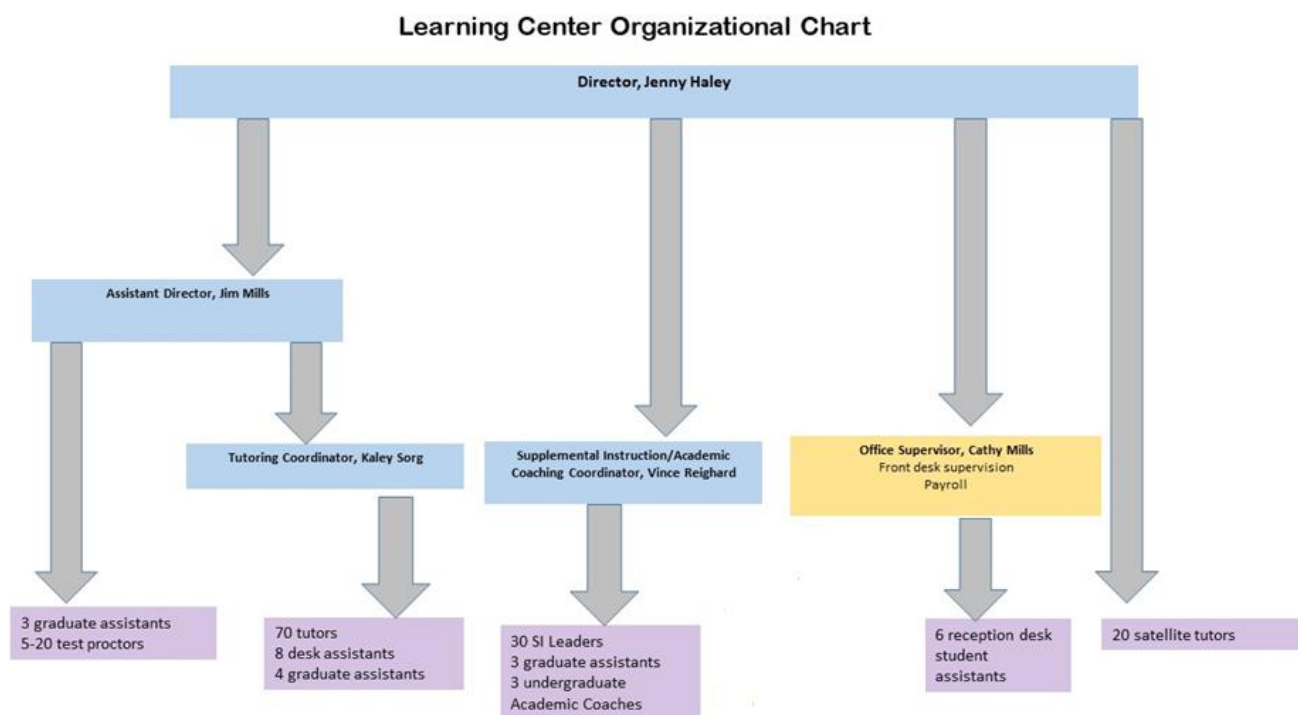 Learning Center Organizational Chart
Director, Jenny Haley
Assistant Director, Jim Mills
Tutoring Coordinator, Kaley Sorg
Supplemental Instruction/Academic
Coaching Coordinator, Vince Reighard
Office Supervisor, Cathy Mills
Front desk supervision
Payroll
3 graduate assistants
5-20 test proctors
70 tutors
8 desk assistants
4 graduate assistants
30 SI Leaders
3 graduate assistants
3 undergraduate
Academic Coaches
6 reception desk
student
assistants
20 satellite tutors